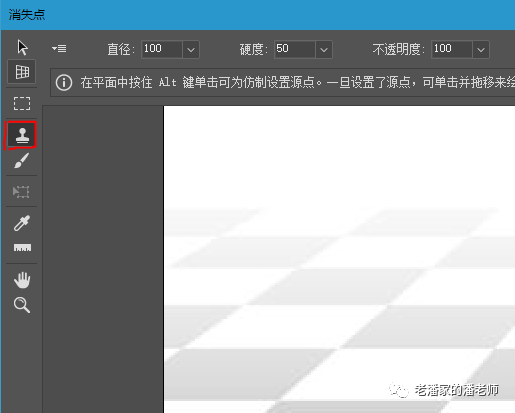 消失点
直径: 100 硬度: 50 不透明度: 100
在平面中按住 Alt 键单击可为仿制设置源点。一旦设置了源点，可单击并拖移来绘
老潘家的潘老师